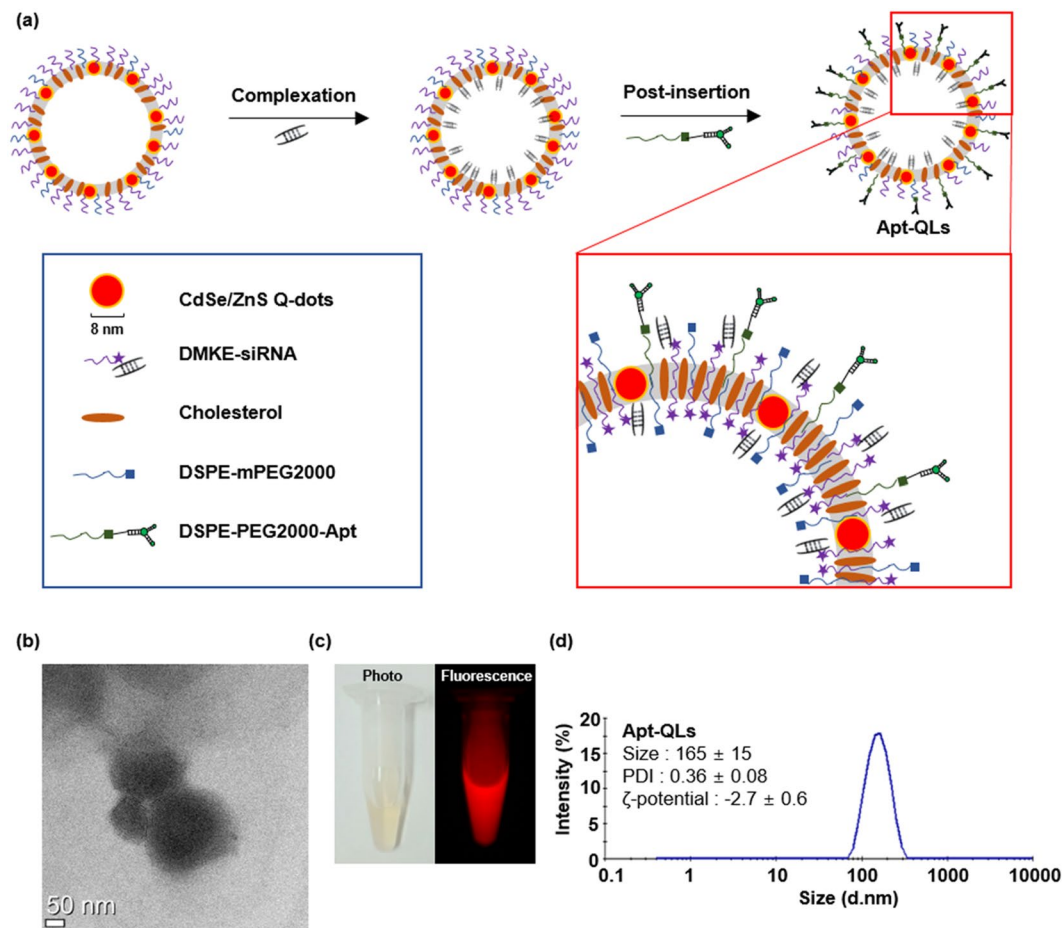 (a)
Complexation
Post-insertion
Apt-QLs
CdSe/ZnS Q-dots
8 nm
DMKE-siRNA
Cholesterol
DSPE-mPEG2000
DSPE-PEG2000-Apt
(b)
50 nm
(c)
Photo
Fluorescence
(d)
Apt-QLs
Size : 165 ± 15
PDI : 0.36 ± 0.08
ζ-potential : -2.7 ± 0.6
Intensity (%)
20
15
10
5
0
0.1 1 10 100 1000 10000
Size (d.nm)